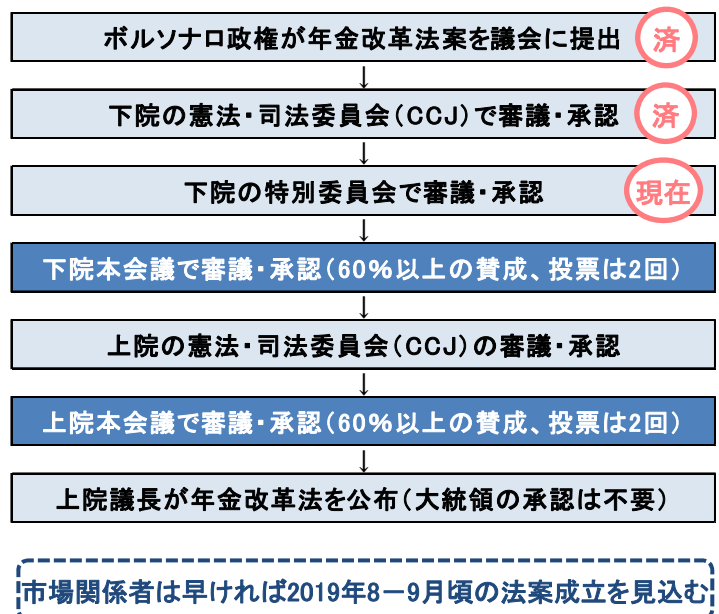 ボルソナロ政権が年金改革法案を議会に提出 済
↓
下院の憲法・司法委員会(CCJ)で審議・承認 済
↓
下院の特別委員会で審議・承認 現在
↓
下院本会議で審議・承認(60%以上の賛成、投票は2回)
↓
上院の憲法・司法委員会(CCJ)の審議・承認
↓
上院本会議で審議・承認(60%以上の賛成、投票は2回)
↓
上院議長が年金改革法を公布(大統領の承認は不要)
市場関係者は早ければ2019年8-9月頃の法案成立を見込む